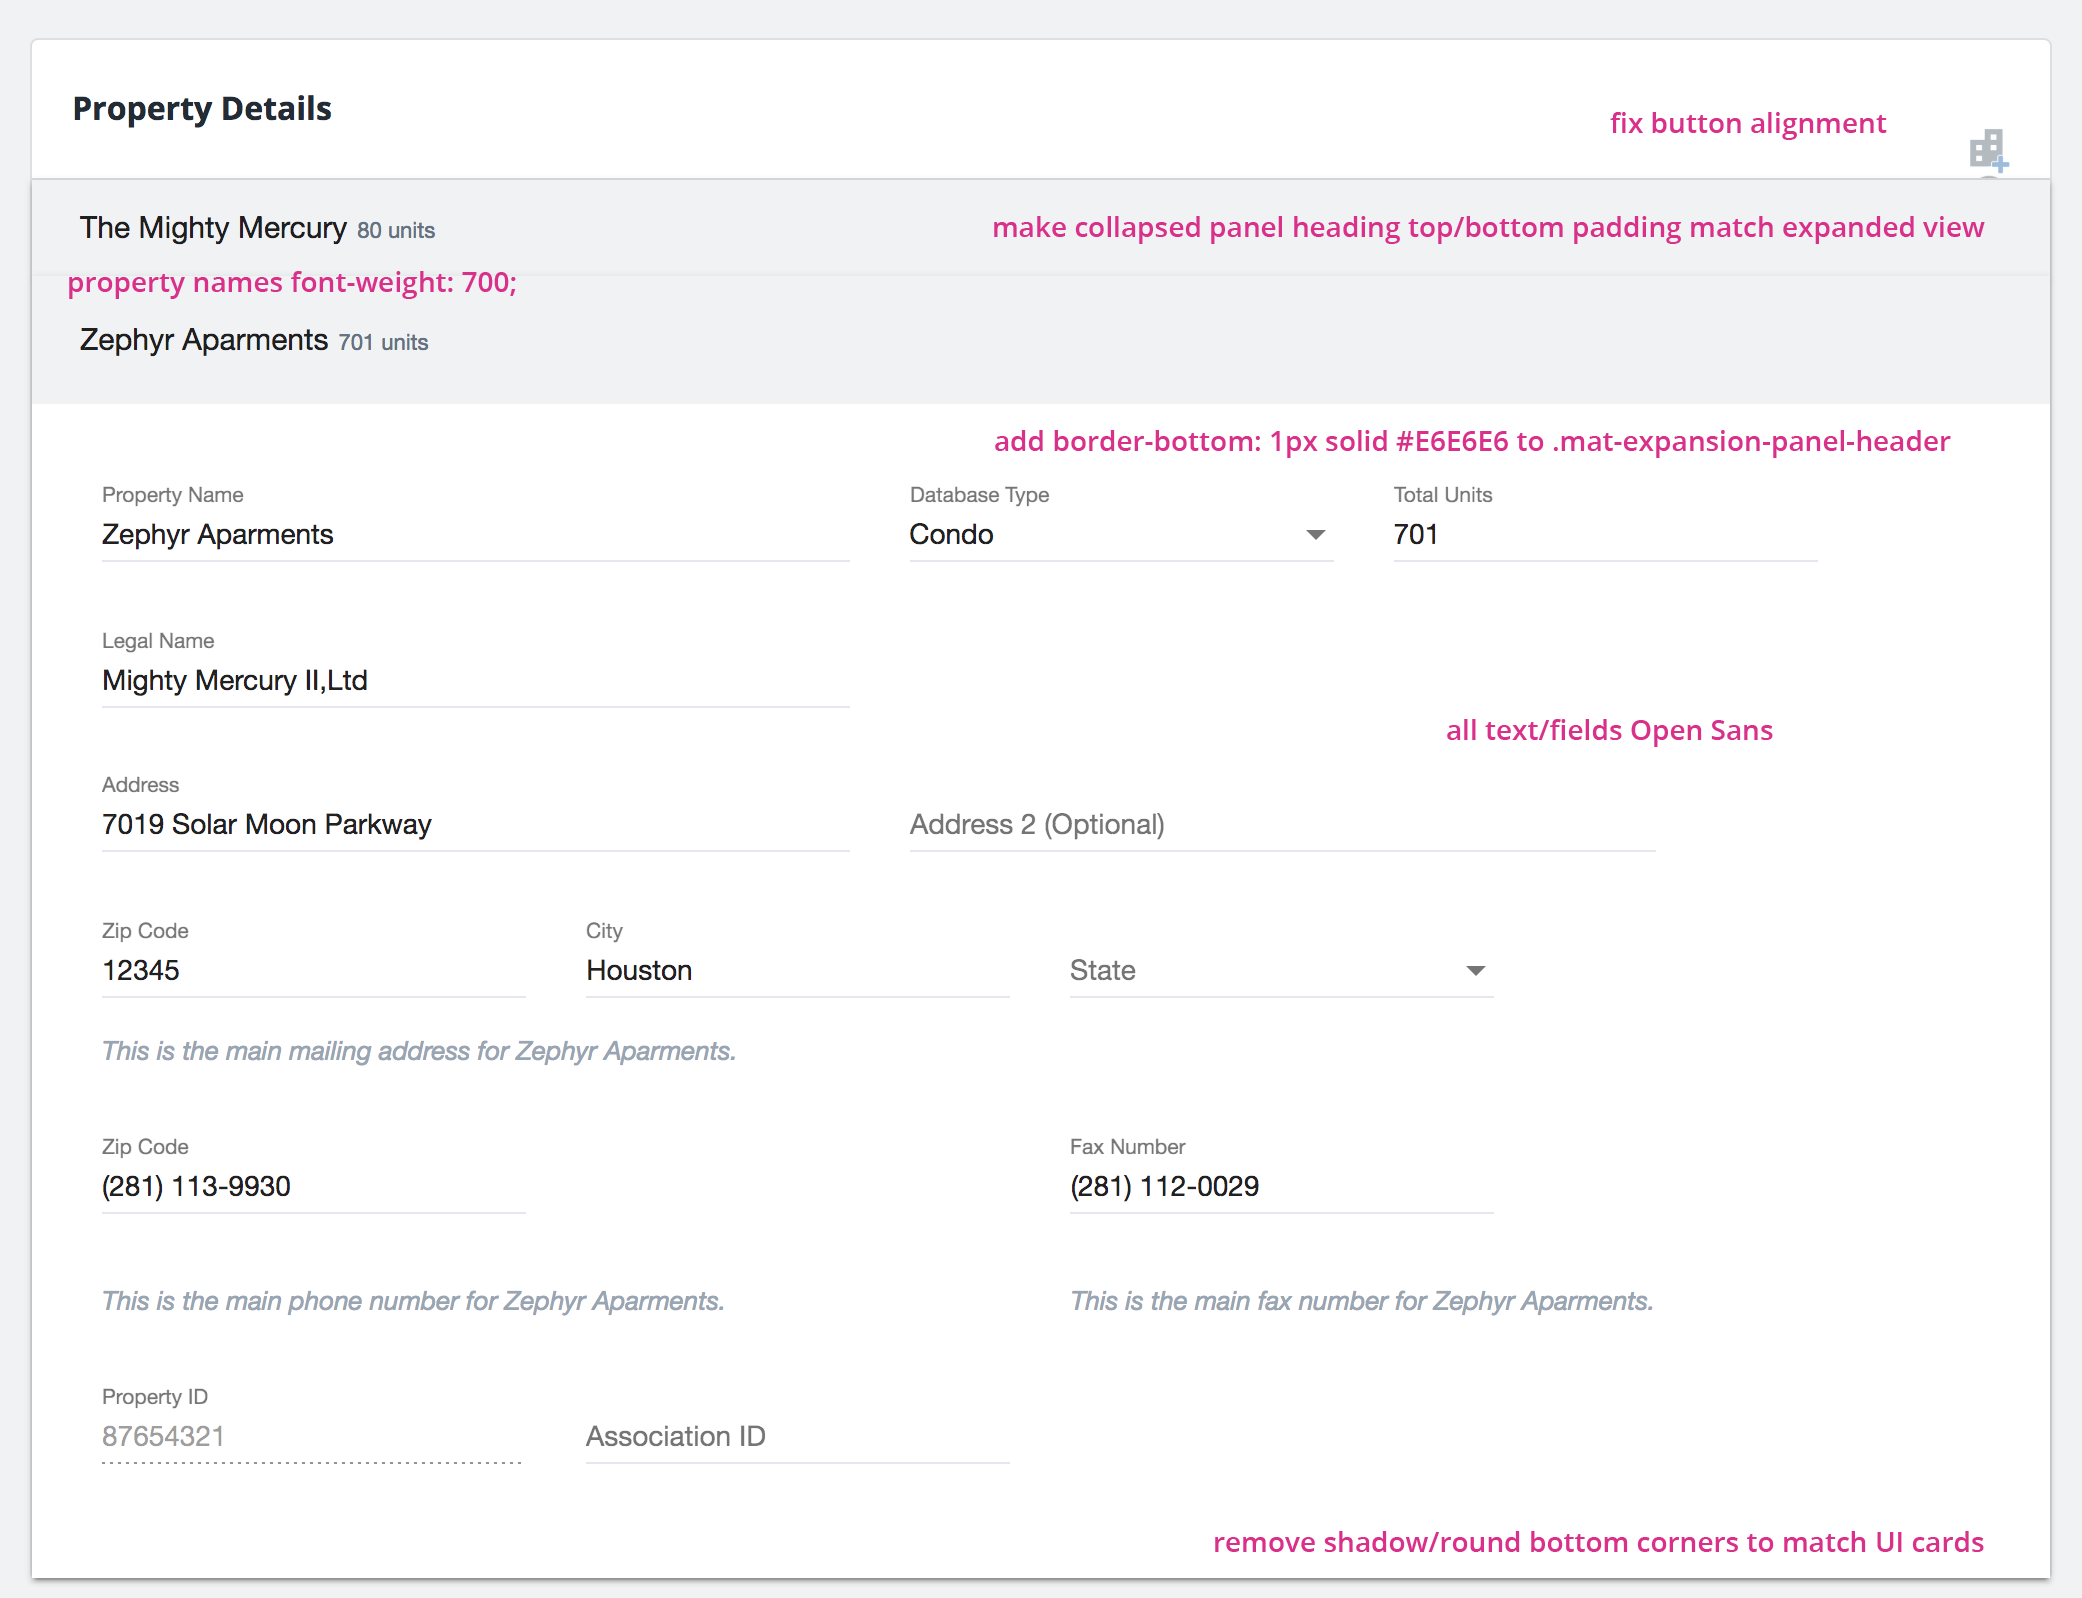 Property Details
fix button alignment
The Mighty Mercury 80 units
make collapsed panel heading top/bottom padding match expanded view
property names font-weight: 700;
Zephyr Aparments 701 units
add border-bottom: 1px solid #E6E6E6 to .mat-expansion-panel-header
Property Name
Database Type
Total Units
Zephyr Aparments
Condo
701
Legal Name
Mighty Mercury II,Ltd
all text/fields Open Sans
Address
7019 Solar Moon Parkway
Address 2 (Optional)
Zip Code
City
12345
Houston
State
This is the main mailing address for Zephyr Aparments.
Zip Code
Fax Number
(281) 113-9930
(281) 112-0029
This is the main phone number for Zephyr Aparments.
This is the main fax number for Zephyr Aparments.
Property ID
87654321
Association ID
remove shadow/round bottom corners to match UI cards